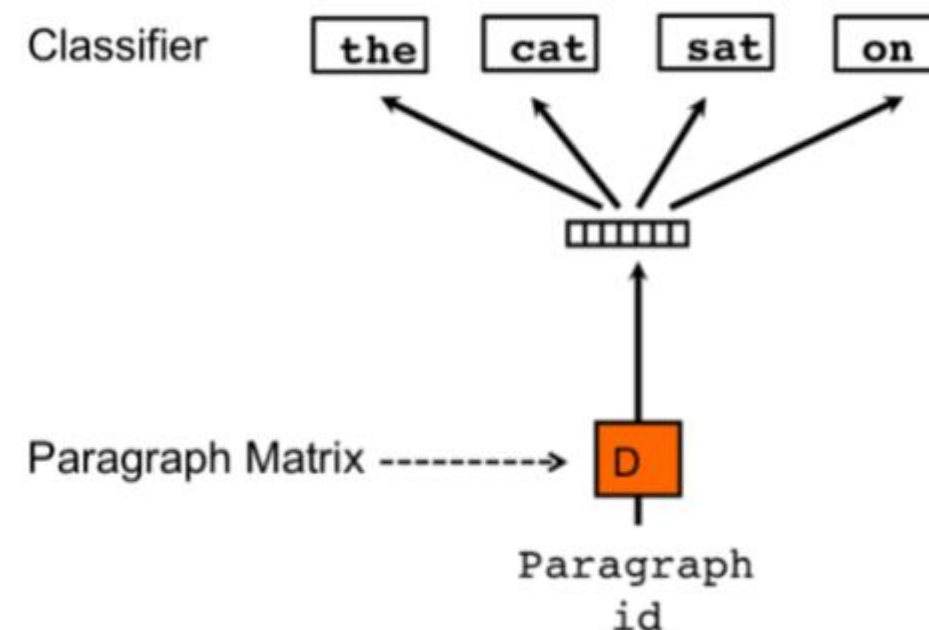 Classifier the cat sat on
Paragraph Matrix D
Paragraph
id